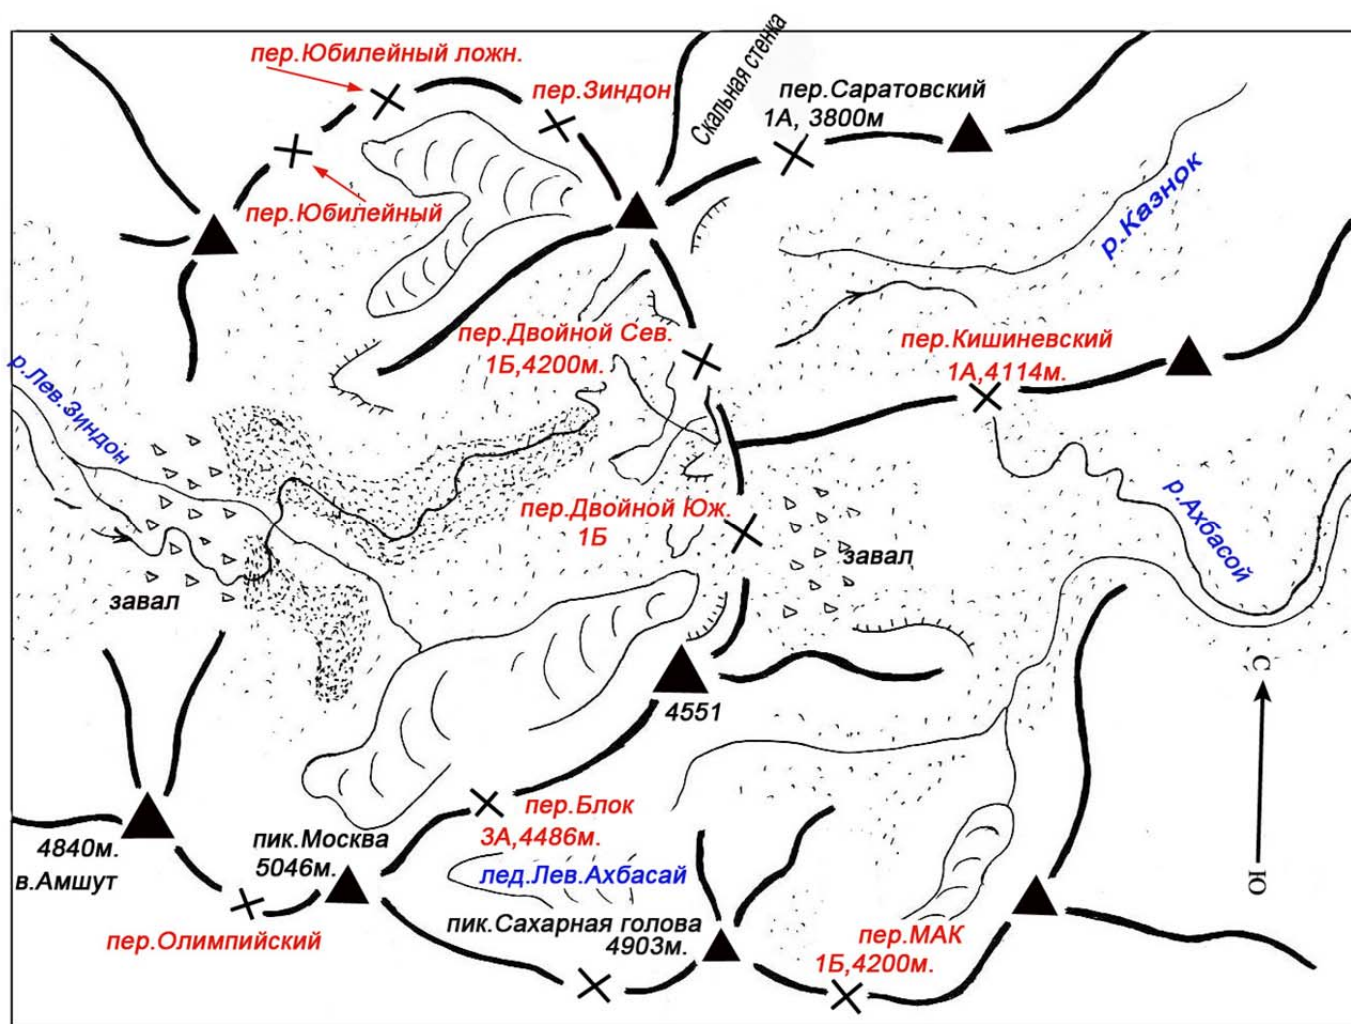 пер.Юбилейный ложн.
Скальная стенка
пер.Зиндон
пер.Саратовский
1А, 3800м
пер.Юбилейный
р.Казнок
пер.Двойной Сев.
1Б,4200м.
пер.Кишиневский
1А,4114м.
р.Лев.Зиндон
пер.Двойной Юж.
1Б
р.Ахбасой
завал
завал
С
4551
пер.Блок
3А,4486м.
пик.Москва
5046м.
4840м.
в.Амшут
лед.Лев.Ахбасай
Ю
пик.Сахарная голова
4903м.
пер.Олимпийский
пер.МАК
1Б,4200м.